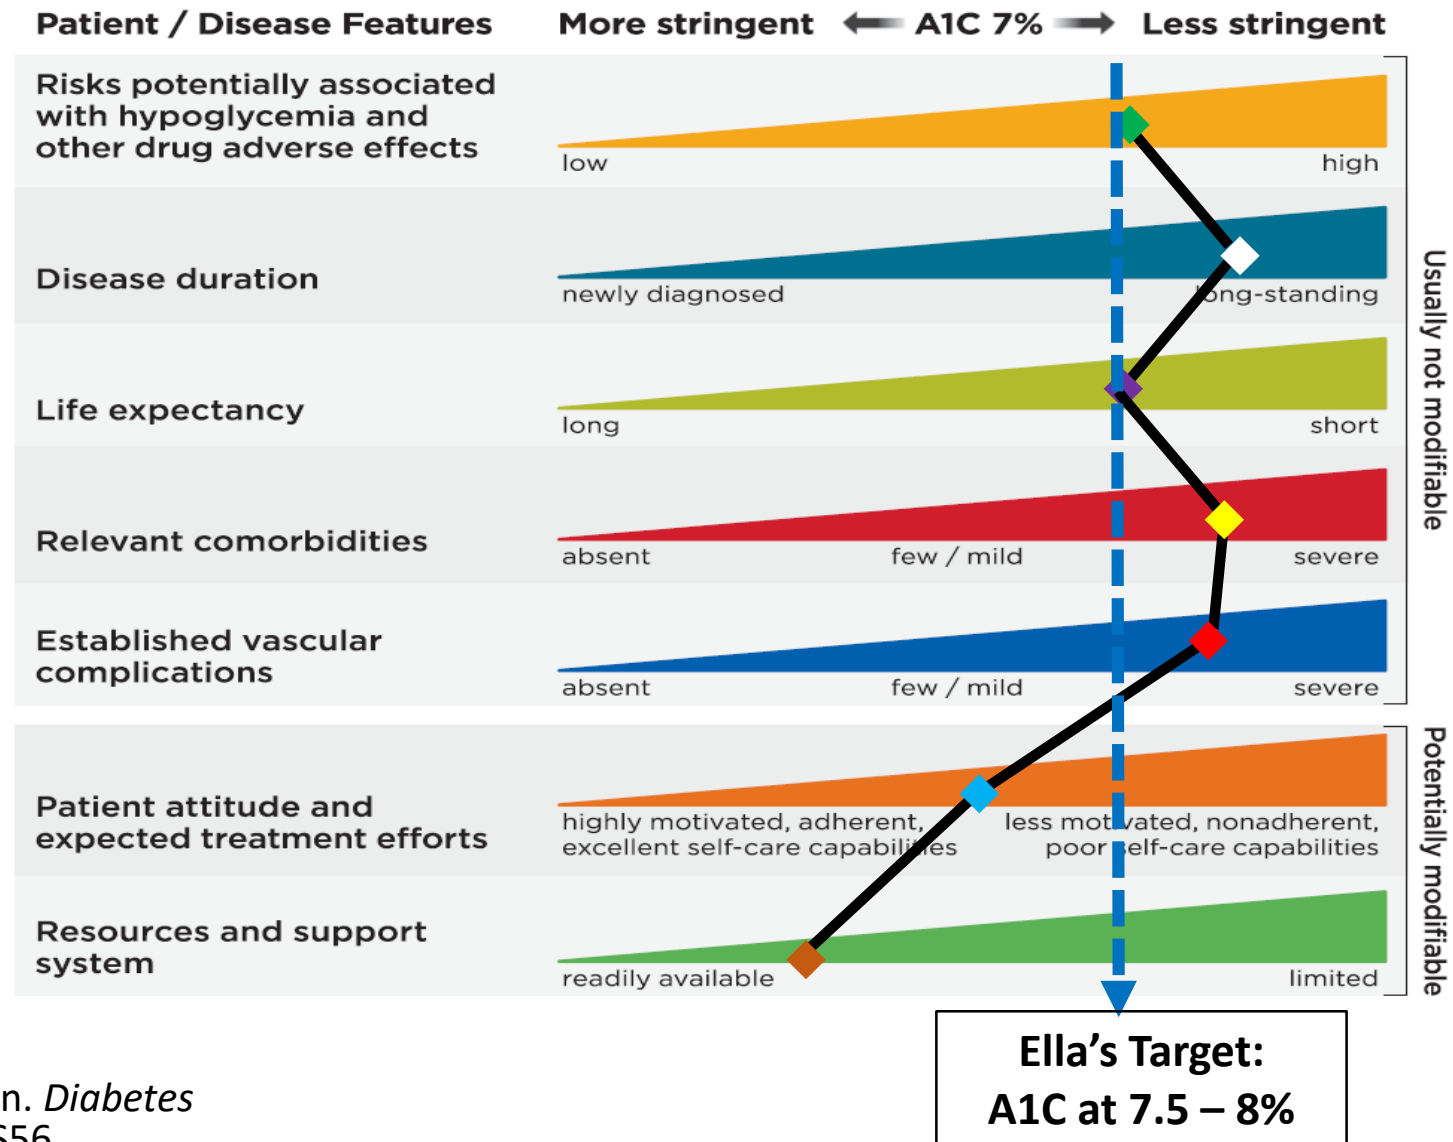 Patient / Disease Features
More stringent A1C 7% Less stringent
Risks potentially associated
with hypoglycemia and
other drug adverse effects
low high
Disease duration
newly diagnosed long-standing
Life expectancy
long short
Relevant comorbidities
absent few / mild severe
Established vascular
complications
absent few / mild severe
Usually not modifiable
Patient attitude and
expected treatment efforts
highly motivated, adherent, less motivated, nonadherent,
excellent self-care capabilities poor self-care capabilities
Resources and support
system
readily available limited
Potentially modifiable
Ella's Target:
A1C at 7.5 – 8%
n. Diabetes
S56